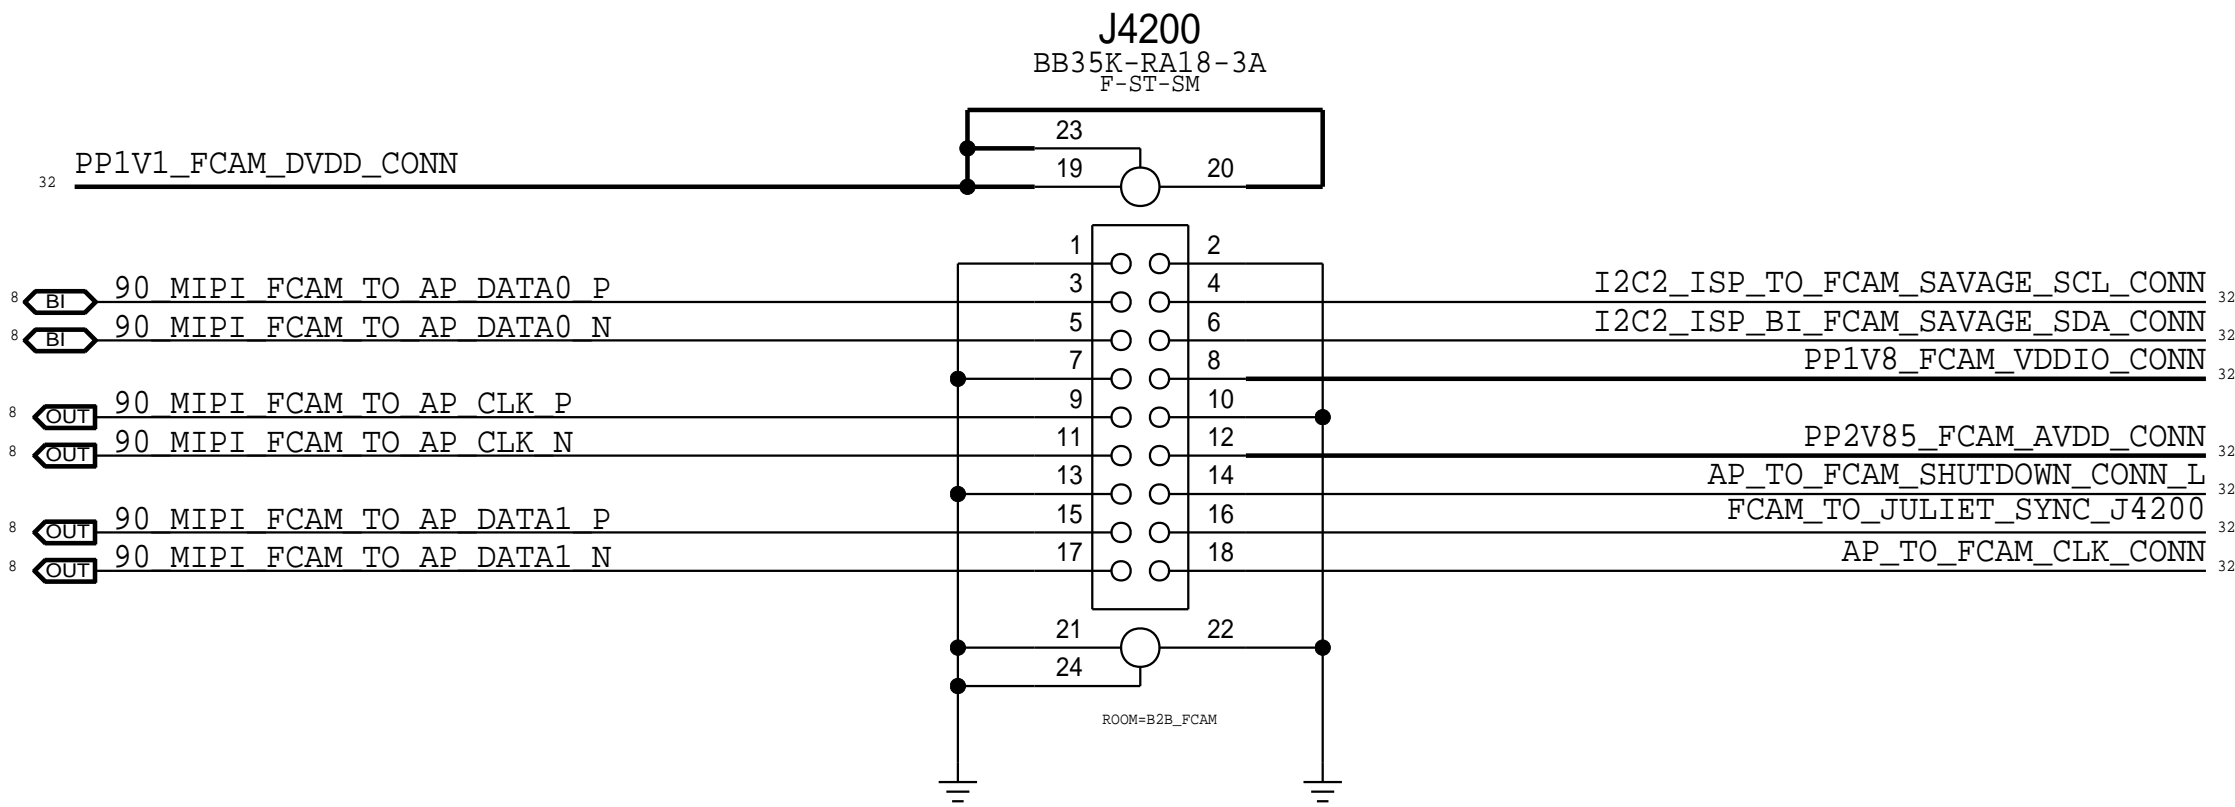 J4200
BB35K-RA18-3A
F-ST-SM
23
PP1V1_FCAM_DVDD_CONN
32 19 20
1 2
90_MIPI_FCAM_TO_AP_DATA0_P 3 4 I2C2_ISP_TO_FCAM_SAVAGE_SCL_CONN
8 BI 32
90_MIPI_FCAM_TO_AP_DATA0_N 5 6 I2C2_ISP_BI_FCAM_SAVAGE_SDA_CONN
8 BI 32
7 8 PP1V8_FCAM_VDDIO_CONN
32
90_MIPI_FCAM_TO_AP_CLK_P 9 10
8 OUT
90_MIPI_FCAM_TO_AP_CLK_N 11 12 PP2V85_FCAM_AVDD_CONN
8 OUT 32
13 14 AP_TO_FCAM_SHUTDOWN_CONN_L
32
90_MIPI_FCAM_TO_AP_DATA1_P 15 16 FCAM_TO_JULIET_SYNC_J4200
8 OUT 32
90_MIPI_FCAM_TO_AP_DATA1_N 17 18 AP_TO_FCAM_CLK_CONN
8 OUT 32
21 22
24
ROOM=B2B_FCAM